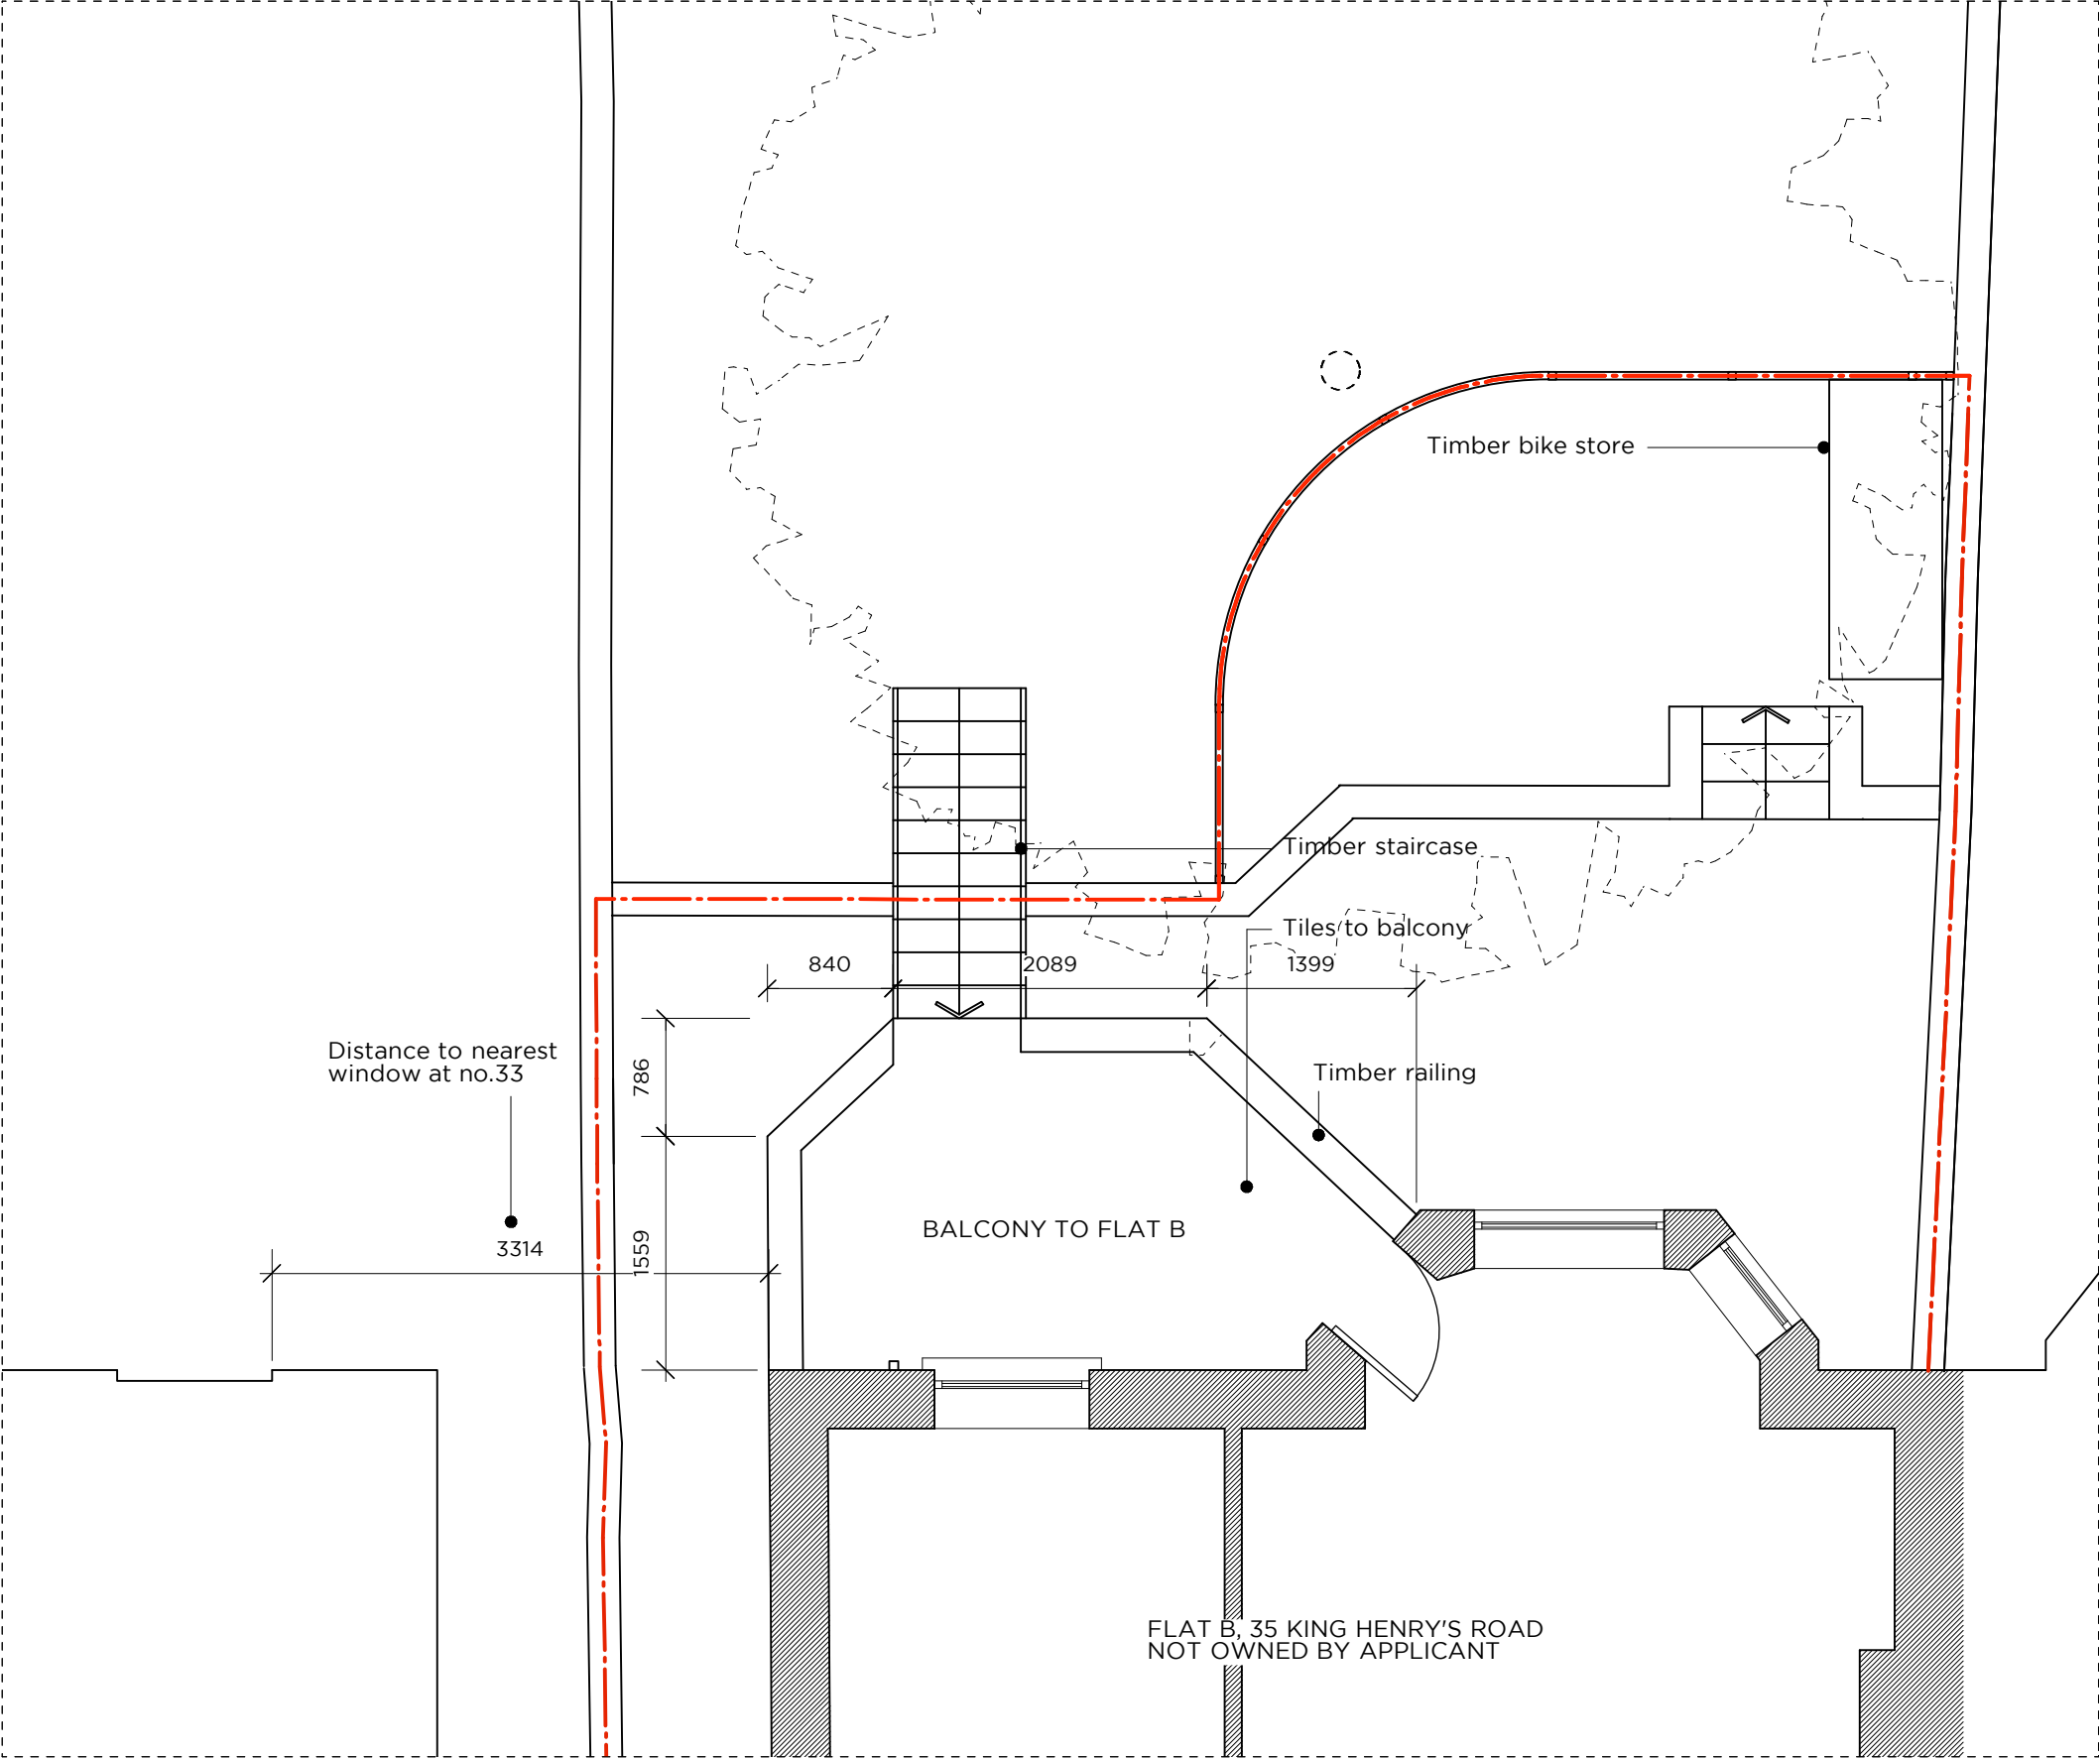 Timber bike store
Timber staircase
Tiles to balcony
840
2089
1399
Distance to nearest
window at no.33
786
Timber railing
BALCONY TO FLAT B
3314
1559
FLAT B, 35 KING HENRY'S ROAD
NOT OWNED BY APPLICANT